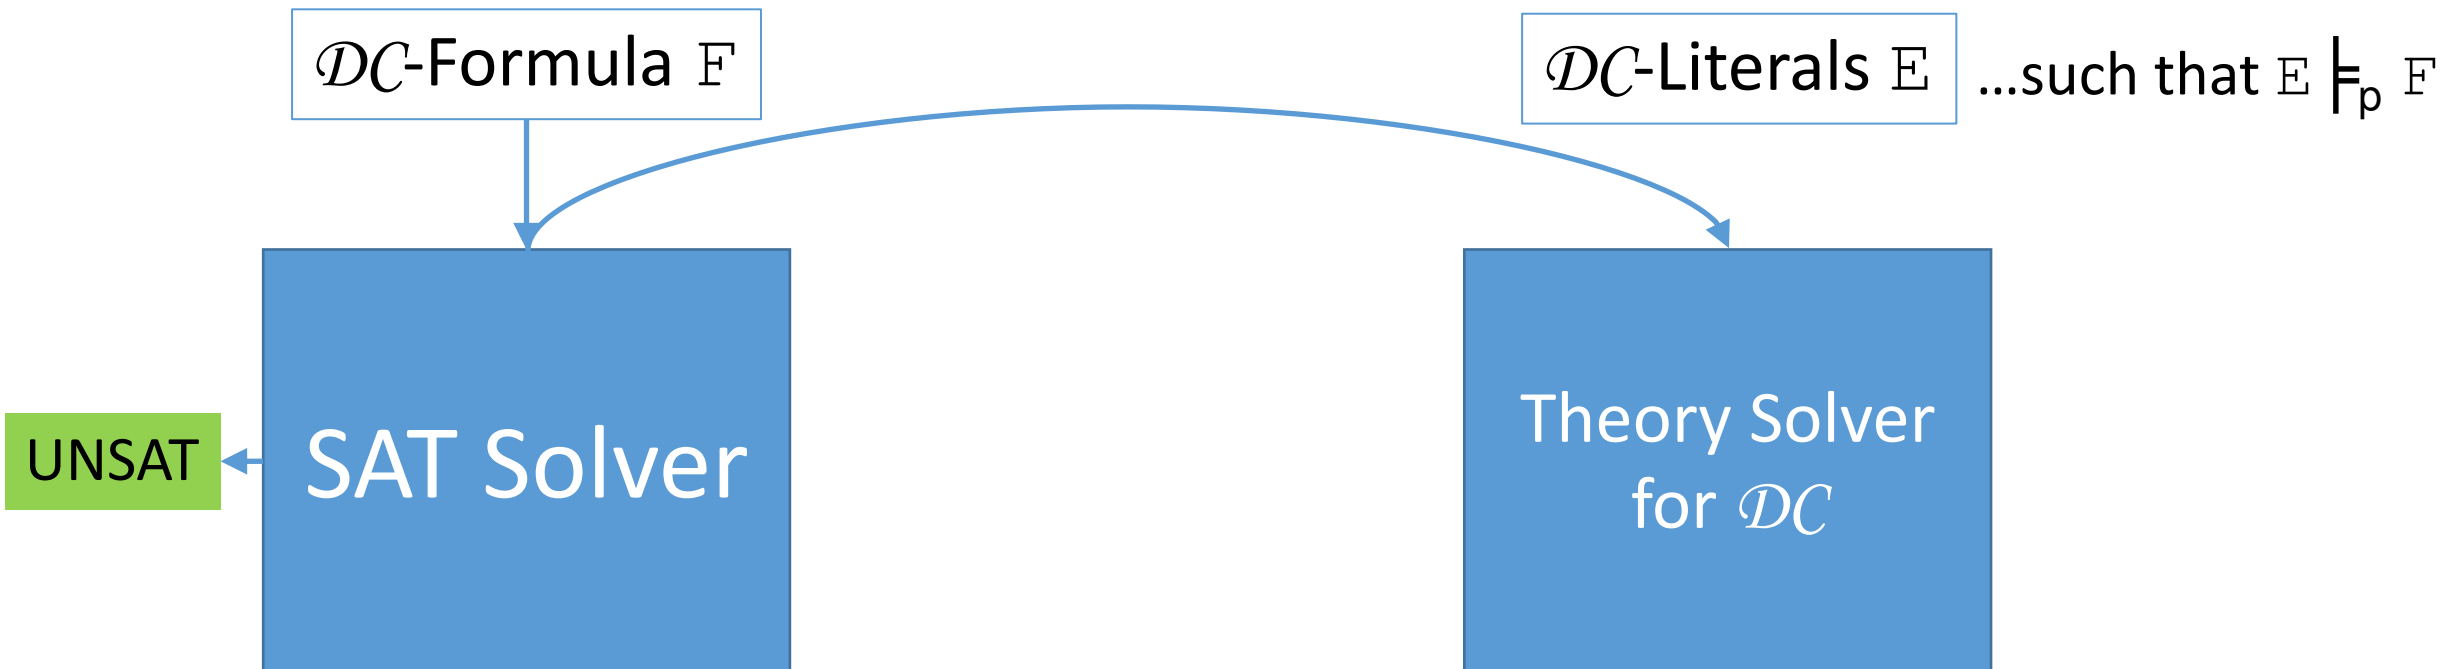 𝒟𝒞-Formula F
𝒟𝒞-Literals E
...such that E ⊨p F
UNSAT
SAT Solver
Theory Solver
for 𝒟𝒞